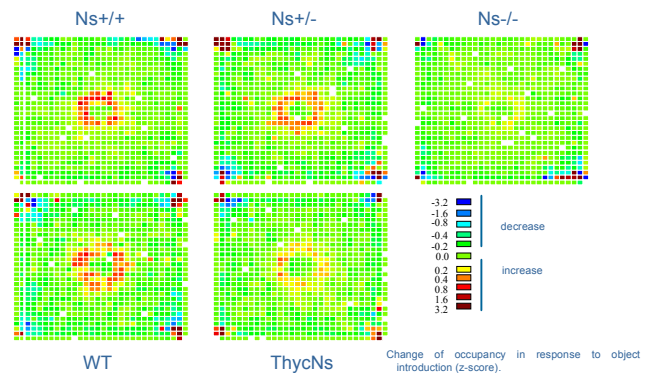 Ns+/+ Ns+/- Ns-/-
-3.2
-1.6
-0.8
-0.4
-0.2
0.0
0.2
0.4
0.8
1.6
3.2
decrease
increase
WT ThycNs
Change of occupancy in response to object
introduction (z-score).